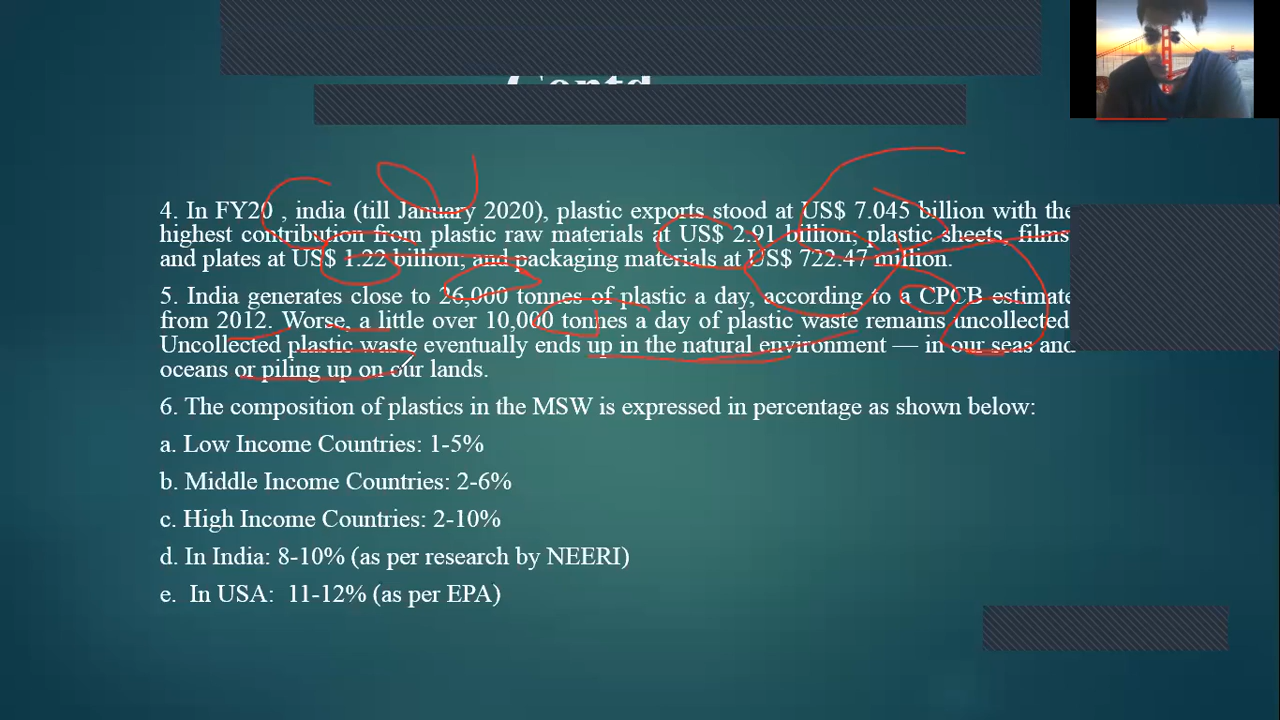 Contd
4. In FY20 , india (till January 2020), plastic exports stood at US$ 7.045 billion with the
highest contribution from plastic raw materials at US$ 2.91 billion; plastic sheets, films
and plates at US$ 1.22 billion; and packaging materials at US$ 722.47 million.
5. India generates close to 26,000 tonnes of plastic a day, according to a CPCB estimate
from 2012. Worse, a little over 10,000 tonnes a day of plastic waste remains uncollected
Uncollected plastic waste eventually ends up in the natural environment — in our seas and
oceans or piling up on our lands.
6. The composition of plastics in the MSW is expressed in percentage as shown below:
a. Low Income Countries: 1-5%
b. Middle Income Countries: 2-6%
c. High Income Countries: 2-10%
d. In India: 8-10% (as per research by NEERI)
e. In USA: 11-12% (as per EPA)